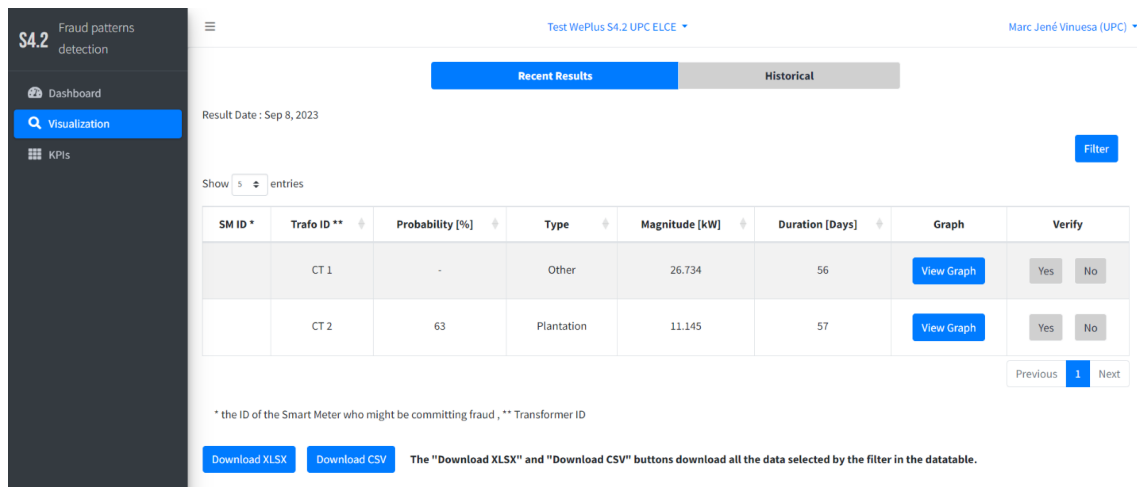 S4.2 Fraud patterns detection
Test WePlus S4.2 UPC ELCE
Marc Jené Vinuesa (UPC)
Dashboard
Visualization
KPIs
Recent Results
Historical
Result Date : Sep 8, 2023
Filter
Show 5 entries
SM ID * Trafo ID ** Probability [%] Type Magnitude [kW] Duration [Days] Graph Verify
CT 1 - Other 26.734 56 View Graph Yes No
CT 2 63 Plantation 11.145 57 View Graph Yes No
Previous 1 Next
* the ID of the Smart Meter who might be committing fraud , ** Transformer ID
Download XLSX Download CSV The "Download XLSX" and "Download CSV" buttons download all the data selected by the filter in the datatable.